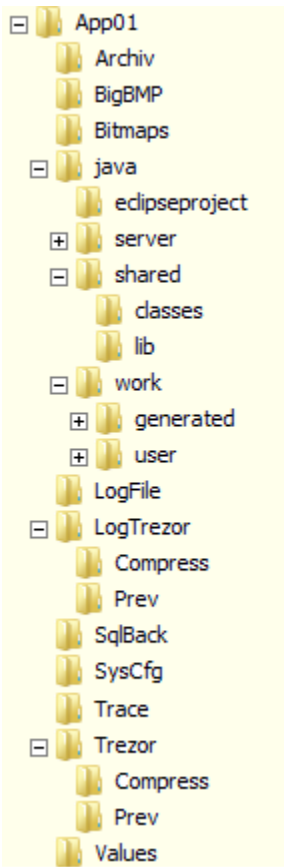 App01
Archiv
BigBMP
Bitmaps
java
eclipseproject
server
shared
classes
lib
work
generated
user
LogFile
LogTrezor
Compress
Prev
SqlBack
SysCfg
Trace
Trezor
Compress
Prev
Values